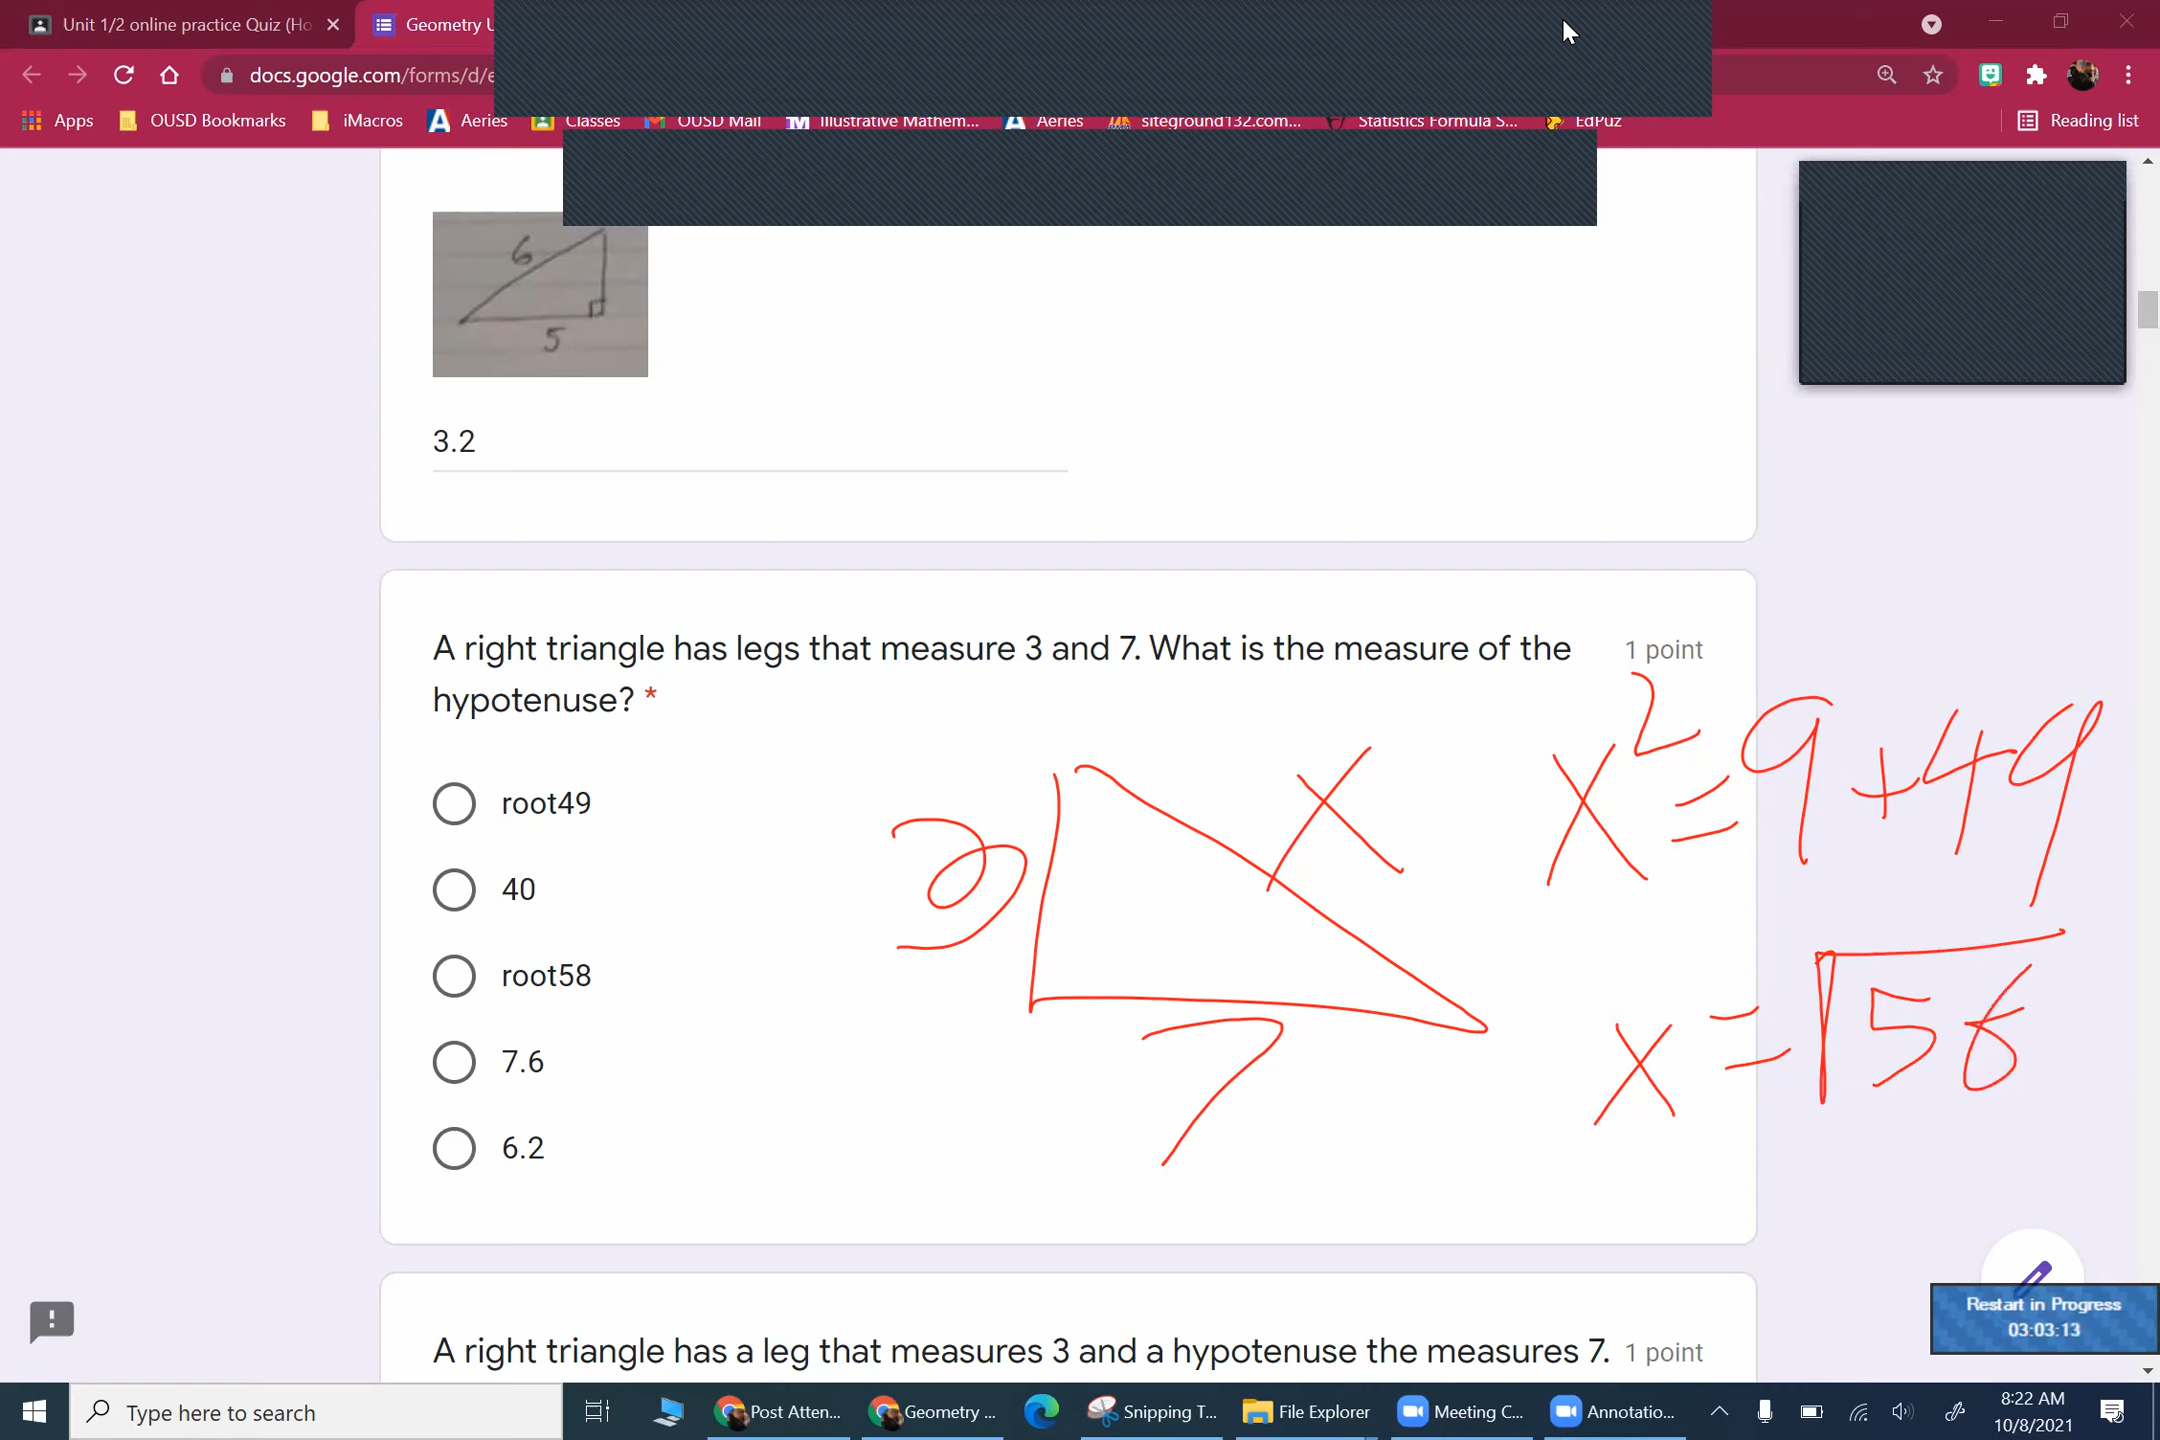 Unit 1/2 online practice Quiz (Ho
Geometry U
docs.google.com/forms/d/e
Apps
OUSD Bookmarks
iMacros
Aeries
Classes
OUSD Mail
Illustrative Mathem...
Aeries
siteground132.com...
Statistics Formula S...
EdPuz
Reading list
6
5
3.2
A right triangle has legs that measure 3 and 7. What is the measure of the
hypotenuse? *
1 point
root49
40
root58
7.6
6.2
3
x
7
x² = 9 + 49
x = √58
A right triangle has a leg that measures 3 and a hypotenuse the measures 7.
1 point
Restart in Progress
03:03:13
Type here to search
Post Atten...
Geometry ...
Snipping T...
File Explorer
Meeting C...
Annotatio...
8:22 AM
10/8/2021